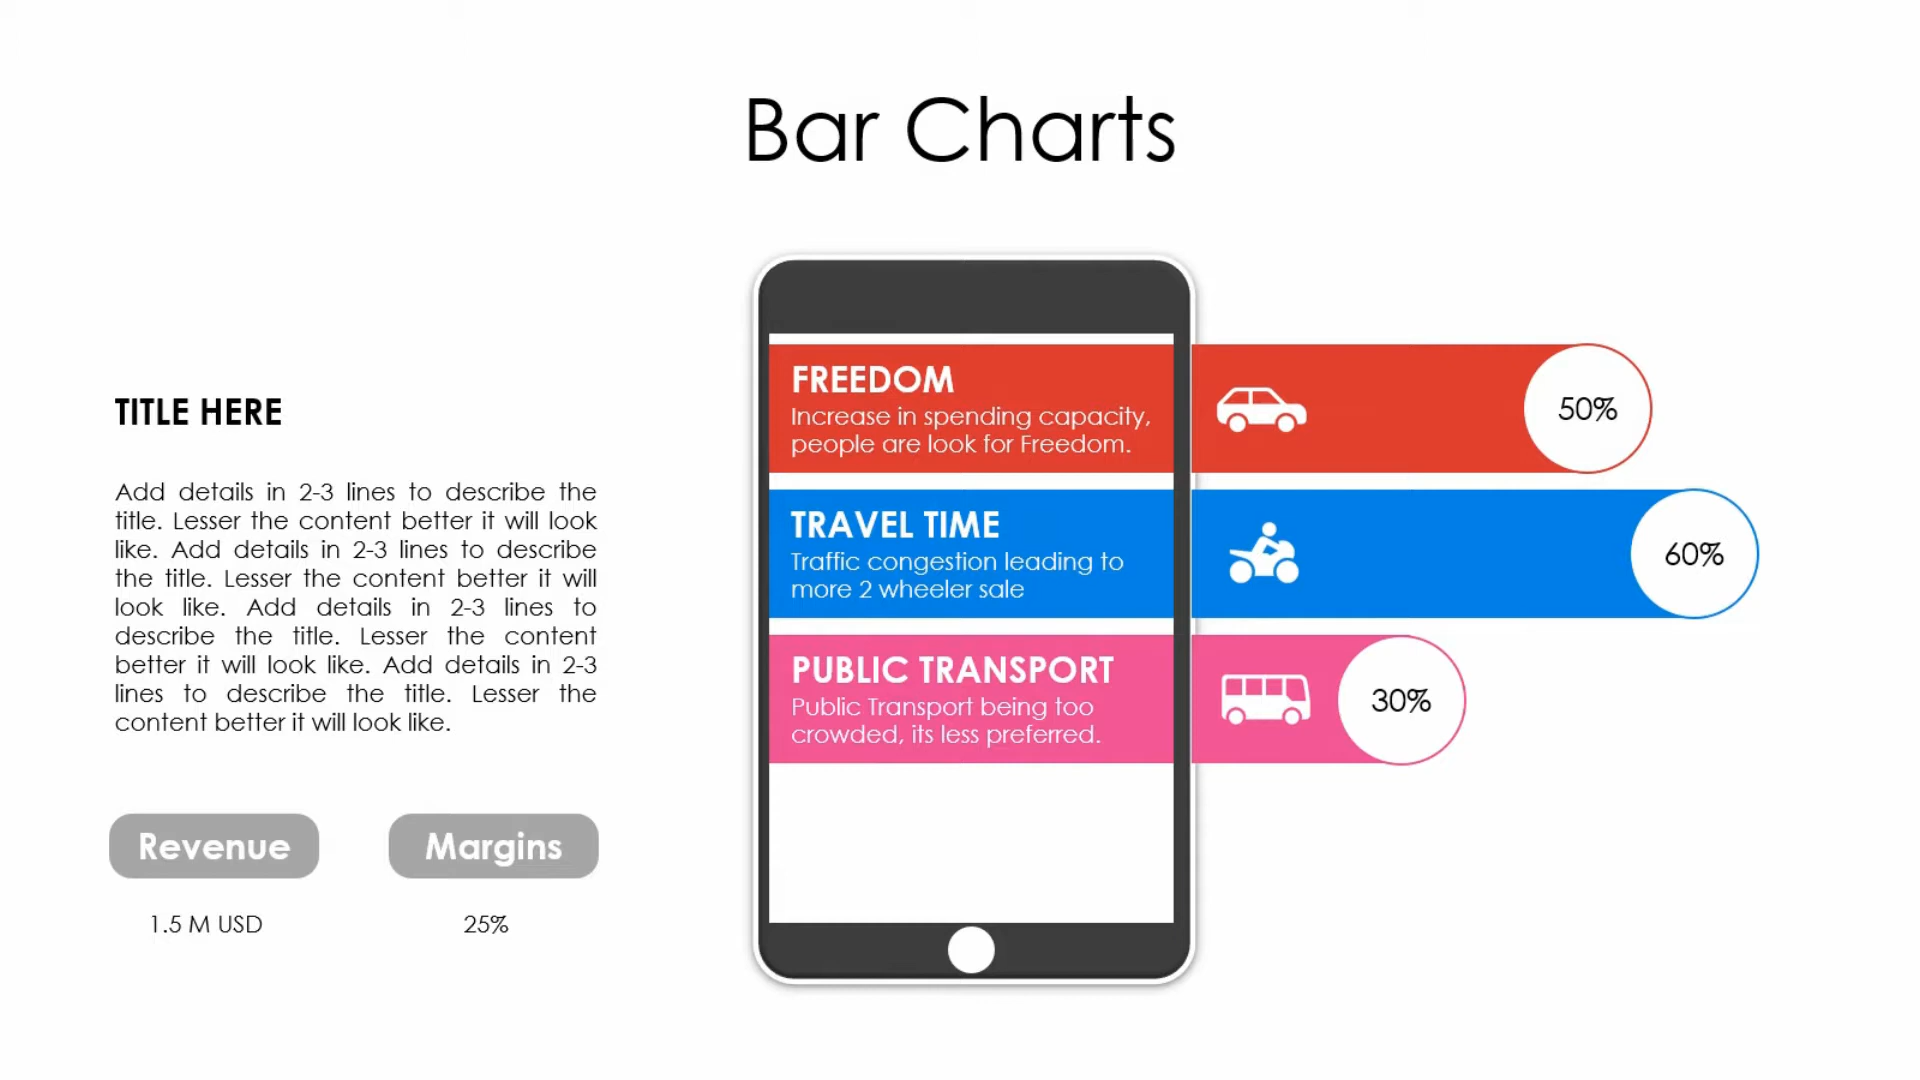 Bar Charts
TITLE HERE
Add details in 2-3 lines to describe the
title. Lesser the content better it will look
like. Add details in 2-3 lines to describe
the title. Lesser the content better it will
look like. Add details in 2-3 lines to
describe the title. Lesser the content
better it will look like. Add details in 2-3
lines to describe the title. Lesser the
content better it will look like.
Revenue
1.5 M USD
Margins
25%
FREEDOM
Increase in spending capacity,
people are look for Freedom.
50%
TRAVEL TIME
Traffic congestion leading to
more 2 wheeler sale
60%
PUBLIC TRANSPORT
Public Transport being too
crowded, its less preferred.
30%